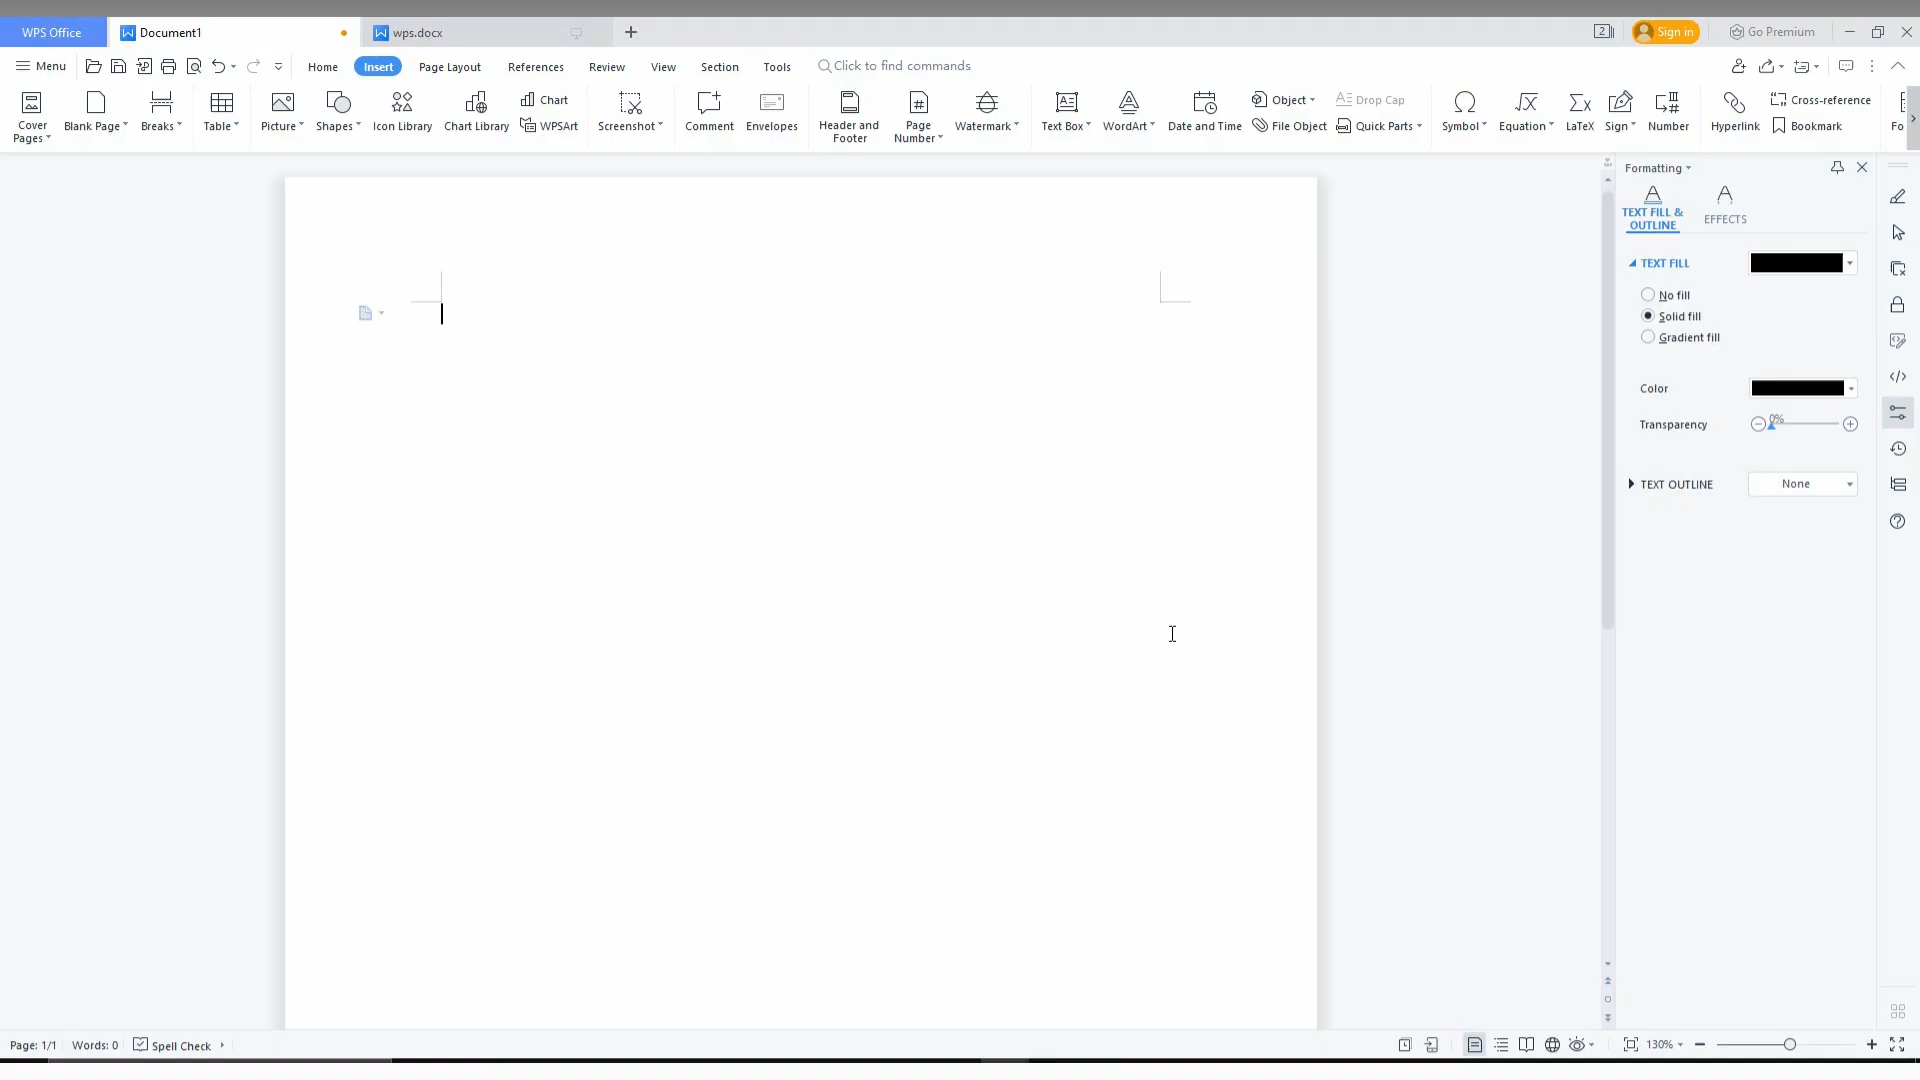 WPS Office Document1 wps.docx 2 Sign in Go Premium
Menu Home Insert Page Layout References Review View Section Tools Click to find commands
Cover Pages Blank Page Breaks Table Picture Shapes Icon Library Chart Library Chart WPSArt Screenshot Comment Envelopes Header and Footer Page Number Watermark Text Box WordArt Date and Time Object File Object Drop Cap Quick Parts Symbol Equation LaTeX Sign Number Hyperlink Cross-reference Bookmark Fo
Formatting
TEXT FILL & OUTLINE EFFECTS
TEXT FILL
No fill
Solid fill
Gradient fill
Color
Transparency 0%
TEXT OUTLINE None
Page: 1/1 Words: 0 Spell Check 130%